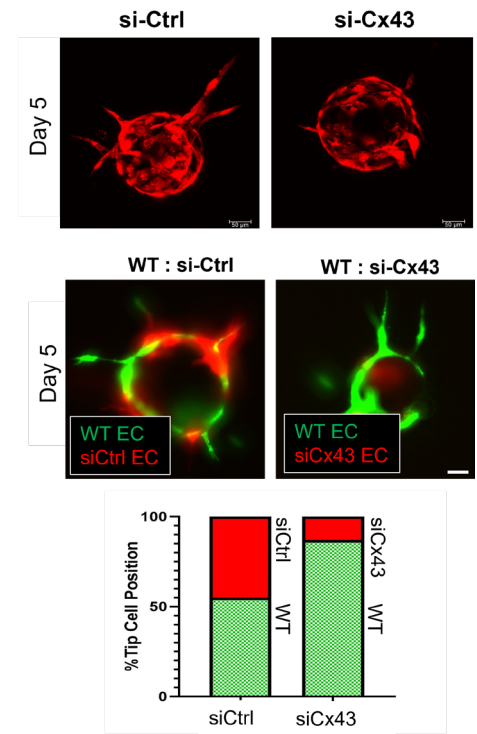 si-Ctrl
si-Cx43
Day 5
50 μm
50 μm
WT : si-Ctrl
WT : si-Cx43
Day 5
WT EC
siCtrl EC
WT EC
siCx43 EC
%Tip Cell Position
100
50
0
siCtrl
WT
siCx43
WT
siCtrl
siCx43